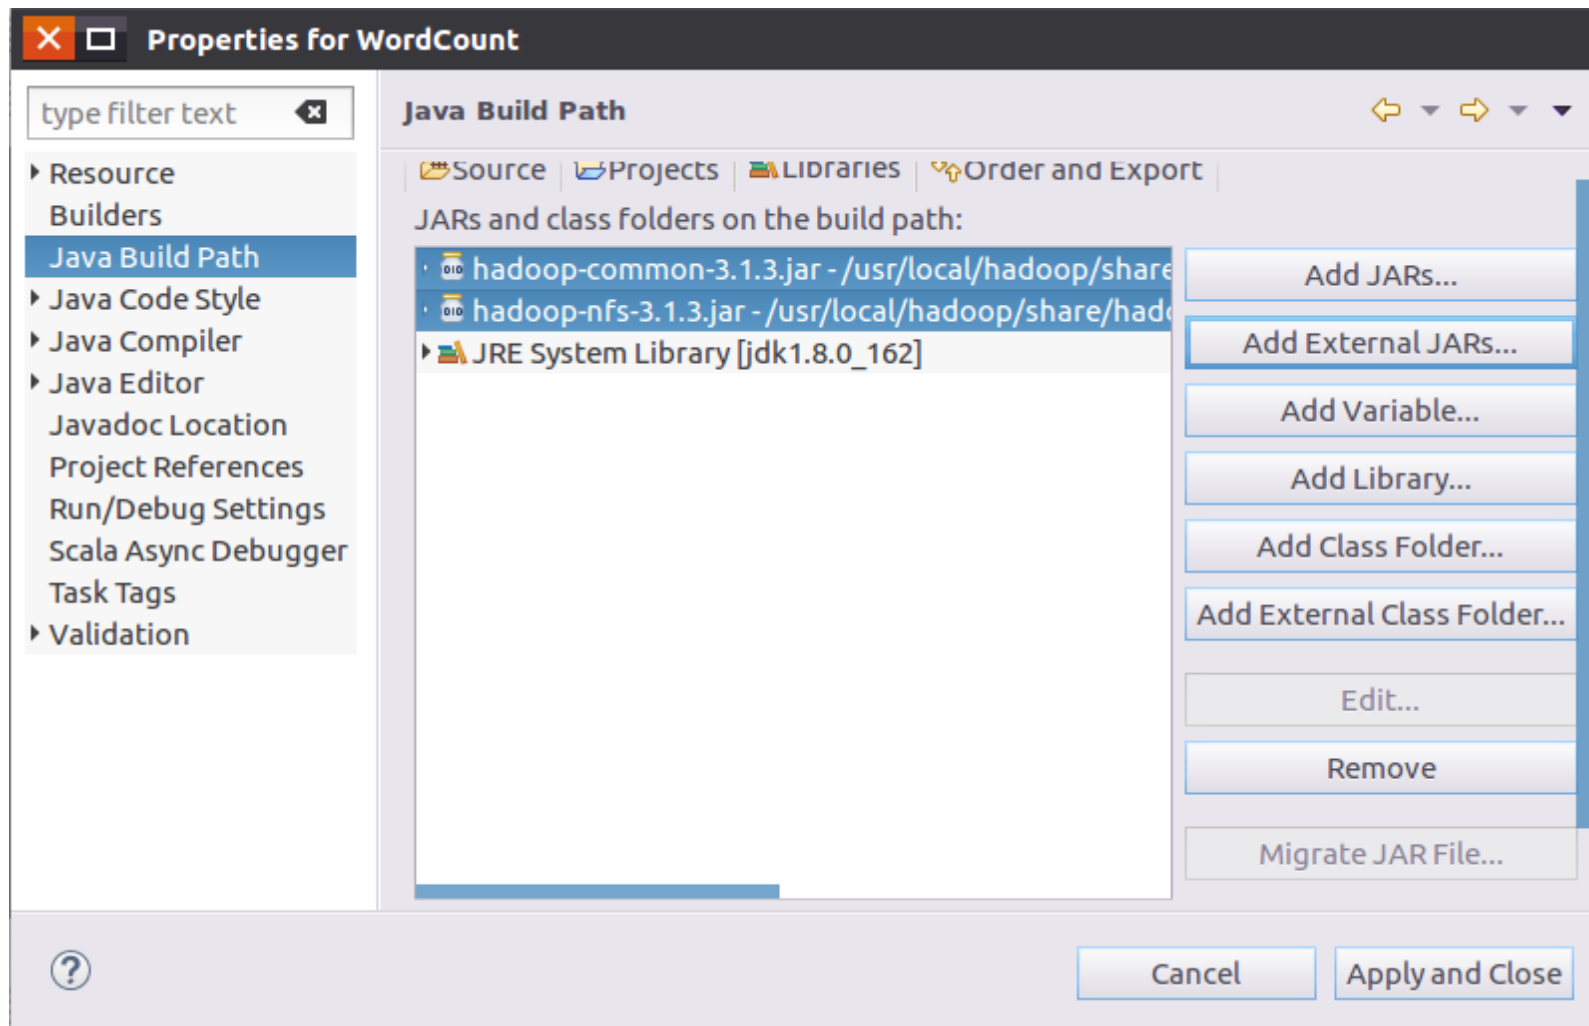 Properties for WordCount
type filter text
Resource
Builders
Java Build Path
Java Code Style
Java Compiler
Java Editor
Javadoc Location
Project References
Run/Debug Settings
Scala Async Debugger
Task Tags
Validation
Java Build Path
Source Projects Libraries Order and Export
JARs and class folders on the build path:
hadoop-common-3.1.3.jar - /usr/local/hadoop/share
hadoop-nfs-3.1.3.jar - /usr/local/hadoop/share/hado
JRE System Library [jdk1.8.0_162]
Add JARs...
Add External JARs...
Add Variable...
Add Library...
Add Class Folder...
Add External Class Folder...
Edit...
Remove
Migrate JAR File...
Cancel
Apply and Close